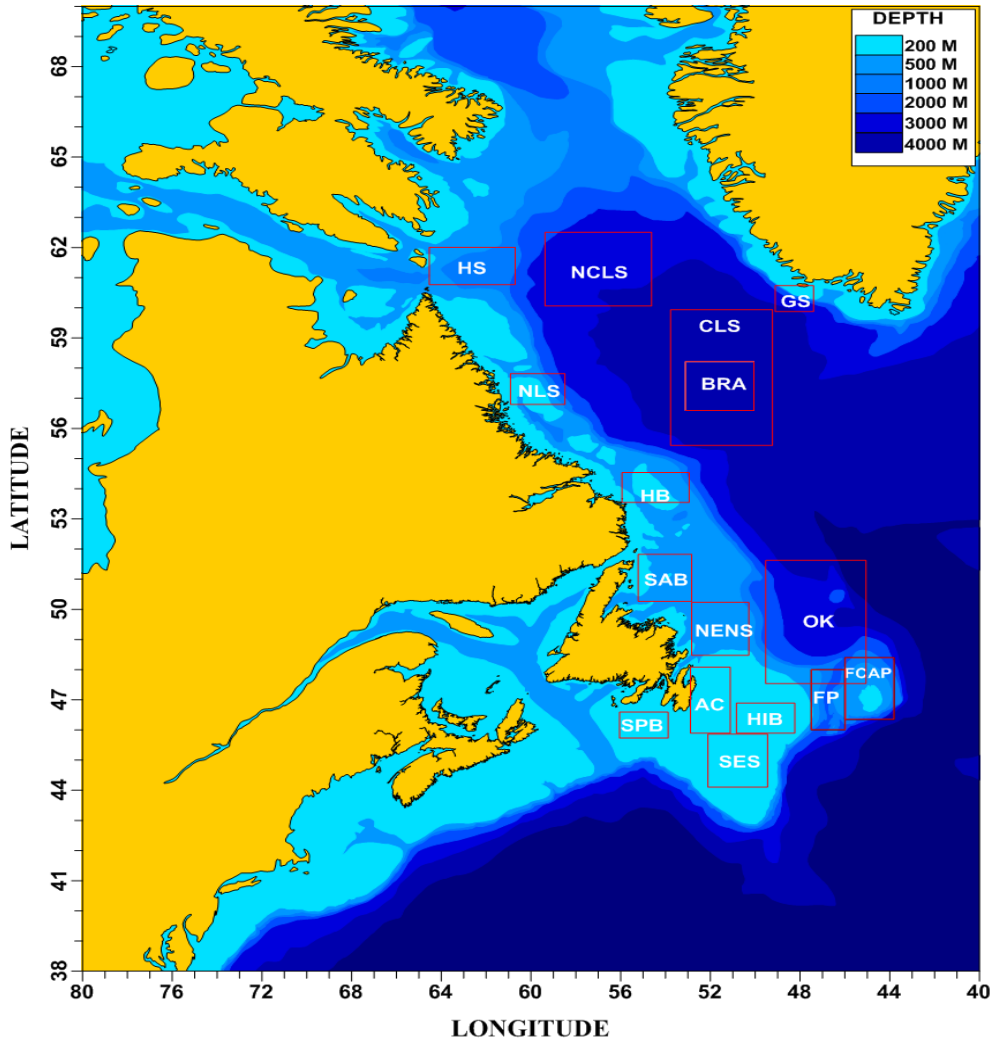 DEPTH
200 M
500 M
1000 M
2000 M
3000 M
4000 M
68
65
62
59
56
53
50
47
44
41
38
LATITUDE
HS
NCLS
GS
CLS
BRA
NLS
HB
SAB
NENS
OK
FCAP
FP
AC
HIB
SPB
SES
80
76
72
68
64
60
56
52
48
44
40
LONGITUDE